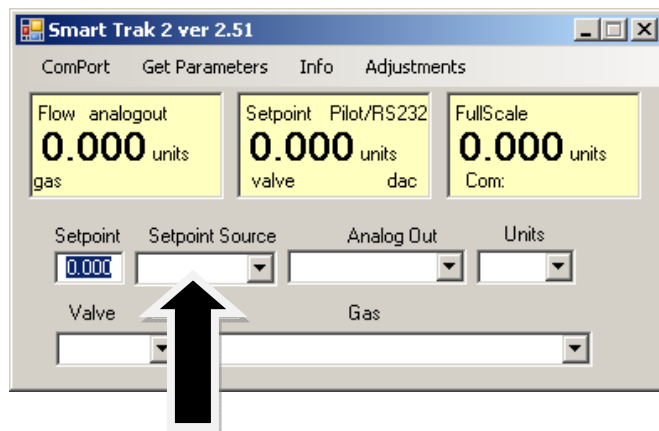 Smart Trak 2 ver 2.51
ComPort Get Parameters Info Adjustments
Flow analogout
0.000 units
gas
Setpoint Pilot/RS232
0.000 units
valve dac
FullScale
0.000 units
Com:
Setpoint Setpoint Source Analog Out Units
0.000
Valve Gas